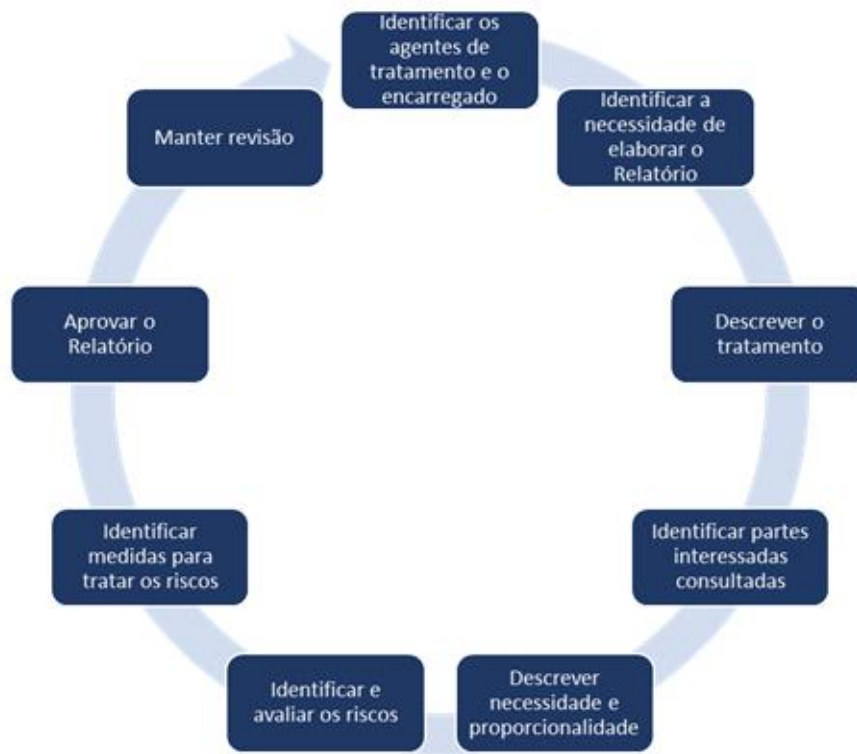 Identificar os
agentes de
tratamento e o
encarregado
Identificar a
necessidade de
elaborar o
Relatório
Descrever o
tratamento
Identificar partes
interessadas
consultadas
Descrever
necessidade e
proporcionalidade
Identificar e
avaliar os riscos
Identificar
medidas para
tratar os riscos
Aprovar o
Relatório
Manter revisão